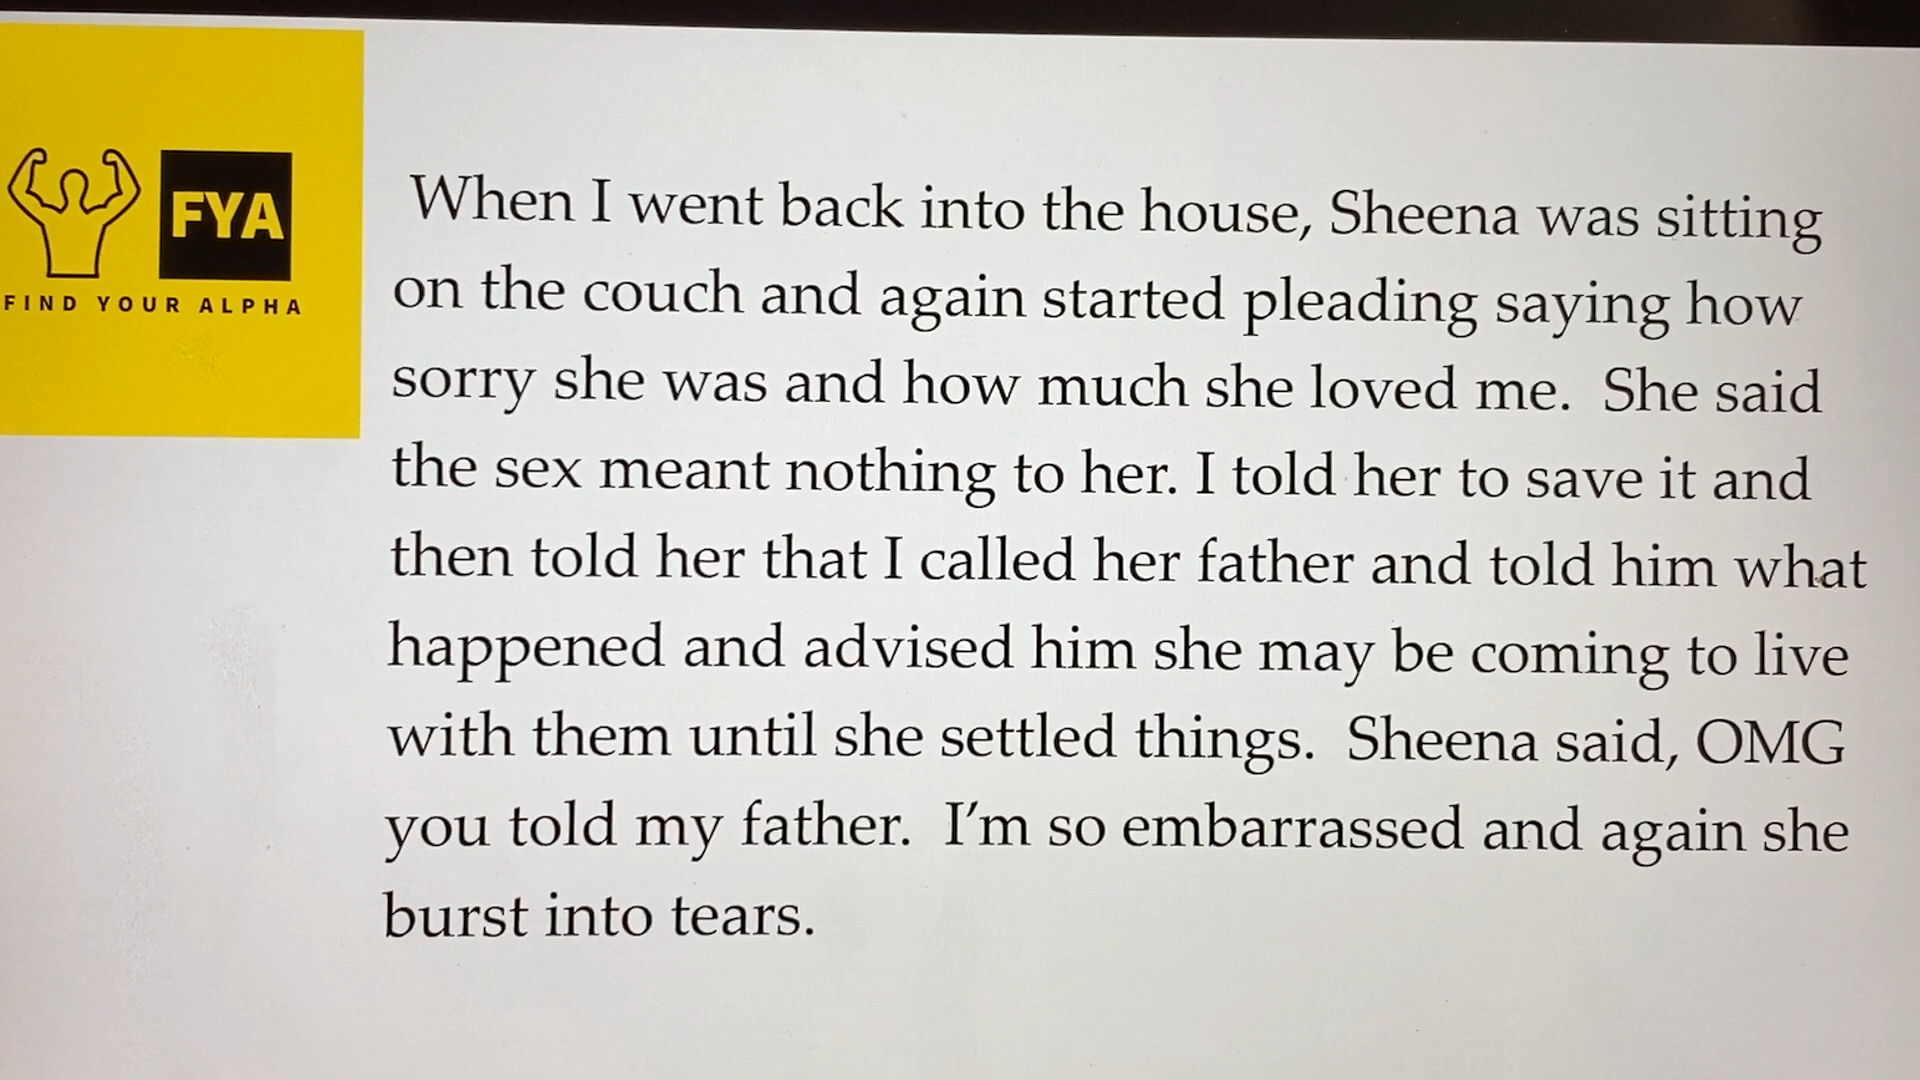 FYA
FIND YOUR ALPHA
When I went back into the house, Sheena was sitting
on the couch and again started pleading saying how
sorry she was and how much she loved me.  She said
the sex meant nothing to her. I told her to save it and
then told her that I called her father and told him what
happened and advised him she may be coming to live
with them until she settled things.  Sheena said, OMG
you told my father.  I'm so embarrassed and again she
burst into tears.